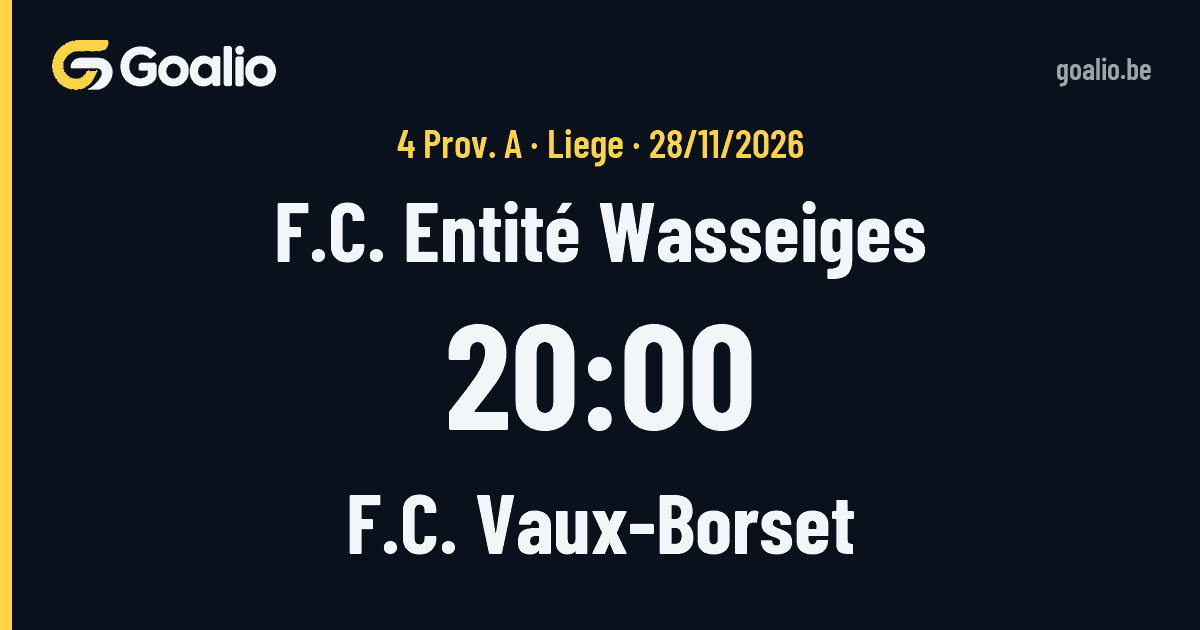 Goalio
goalio.be
4 Prov. A · Liege · 28/11/2026
F.C. Entité Wasseiges
20:00
F.C. Vaux-Borset